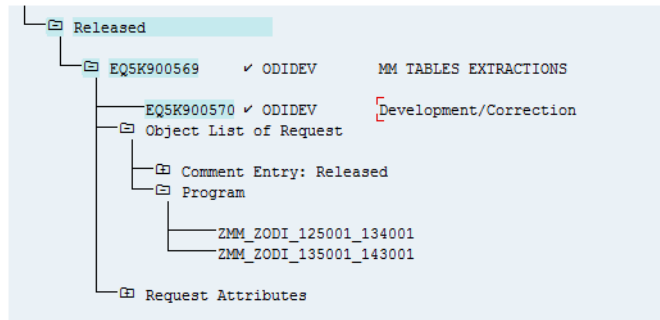 Released
EQ5K900569 ✔ ODIDEV MM TABLES EXTRACTIONS
EQ5K900570 ✔ ODIDEV Development/Correction
Object List of Request
Comment Entry: Released
Program
ZMM_ZODI_125001_134001
ZMM_ZODI_135001_143001
Request Attributes